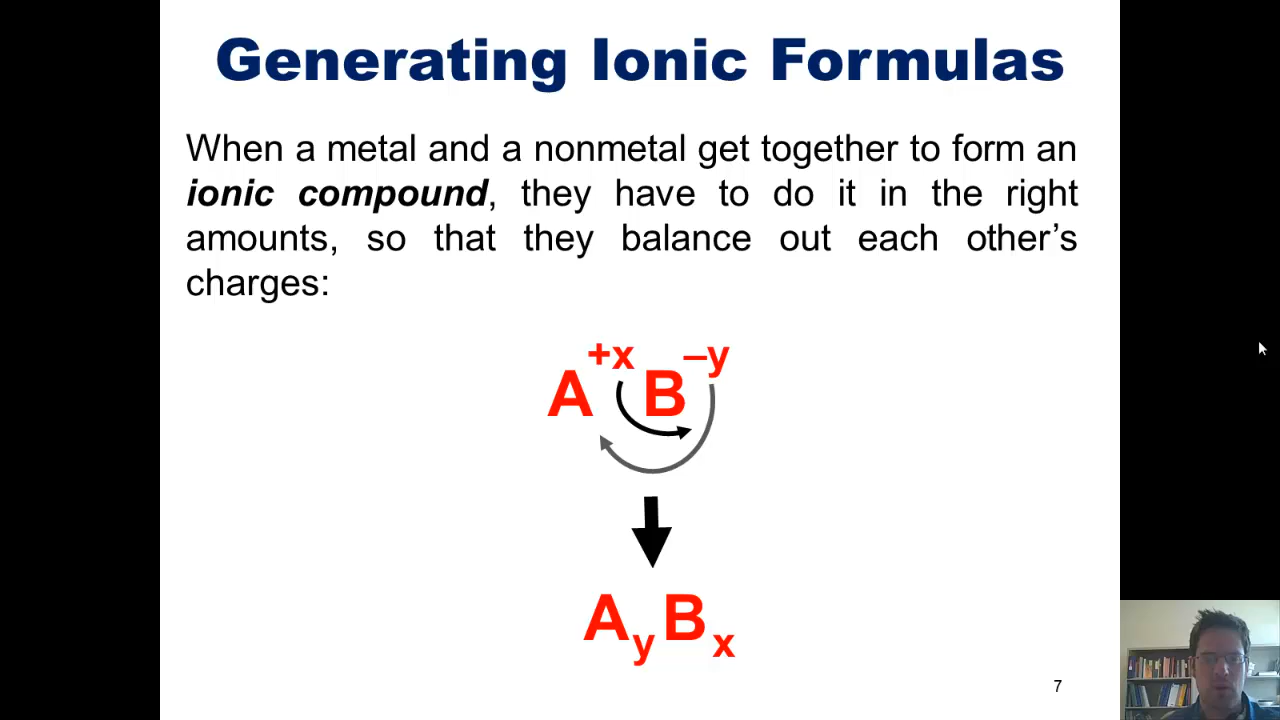 Generating Ionic Formulas
When a metal and a nonmetal get together to form an
ionic compound, they have to do it in the right
amounts, so that they balance out each other’s
charges:
A⁺ˣ B⁻ʸ
AᵧBₓ
7